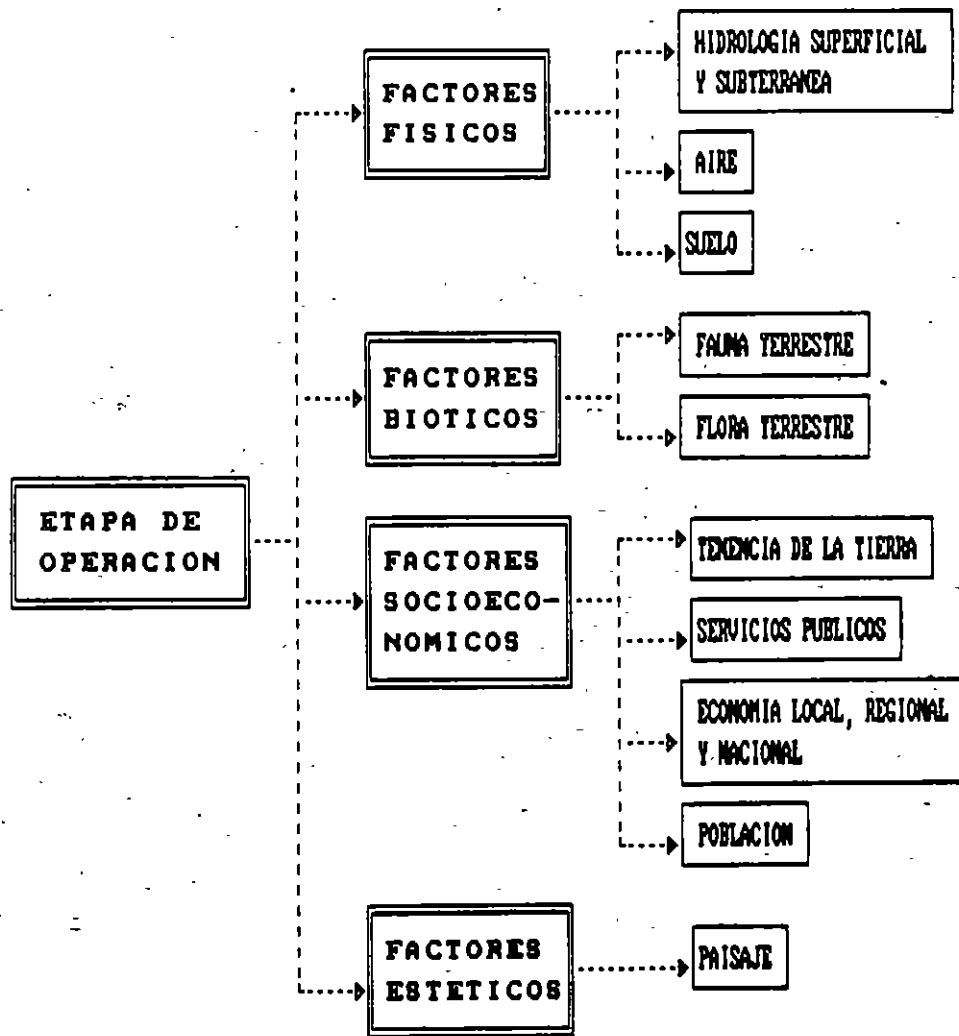 HIDROLOGIA SUPERFICIAL
Y SUBTERRANEA
FACTORES
FISICOS
AIRE
SUELO
FAUNA TERRESTRE
FACTORES
BIOTICOS
FLORA TERRESTRE
ETAPA DE
OPERACION
FACTORES
SOCIOECO-
NOMICOS
TENENCIA DE LA TIERRA
SERVICIOS PUBLICOS
ECONOMIA LOCAL, REGIONAL
Y NACIONAL
POBLACION
FACTORES
ESTETICOS
PAISAJE